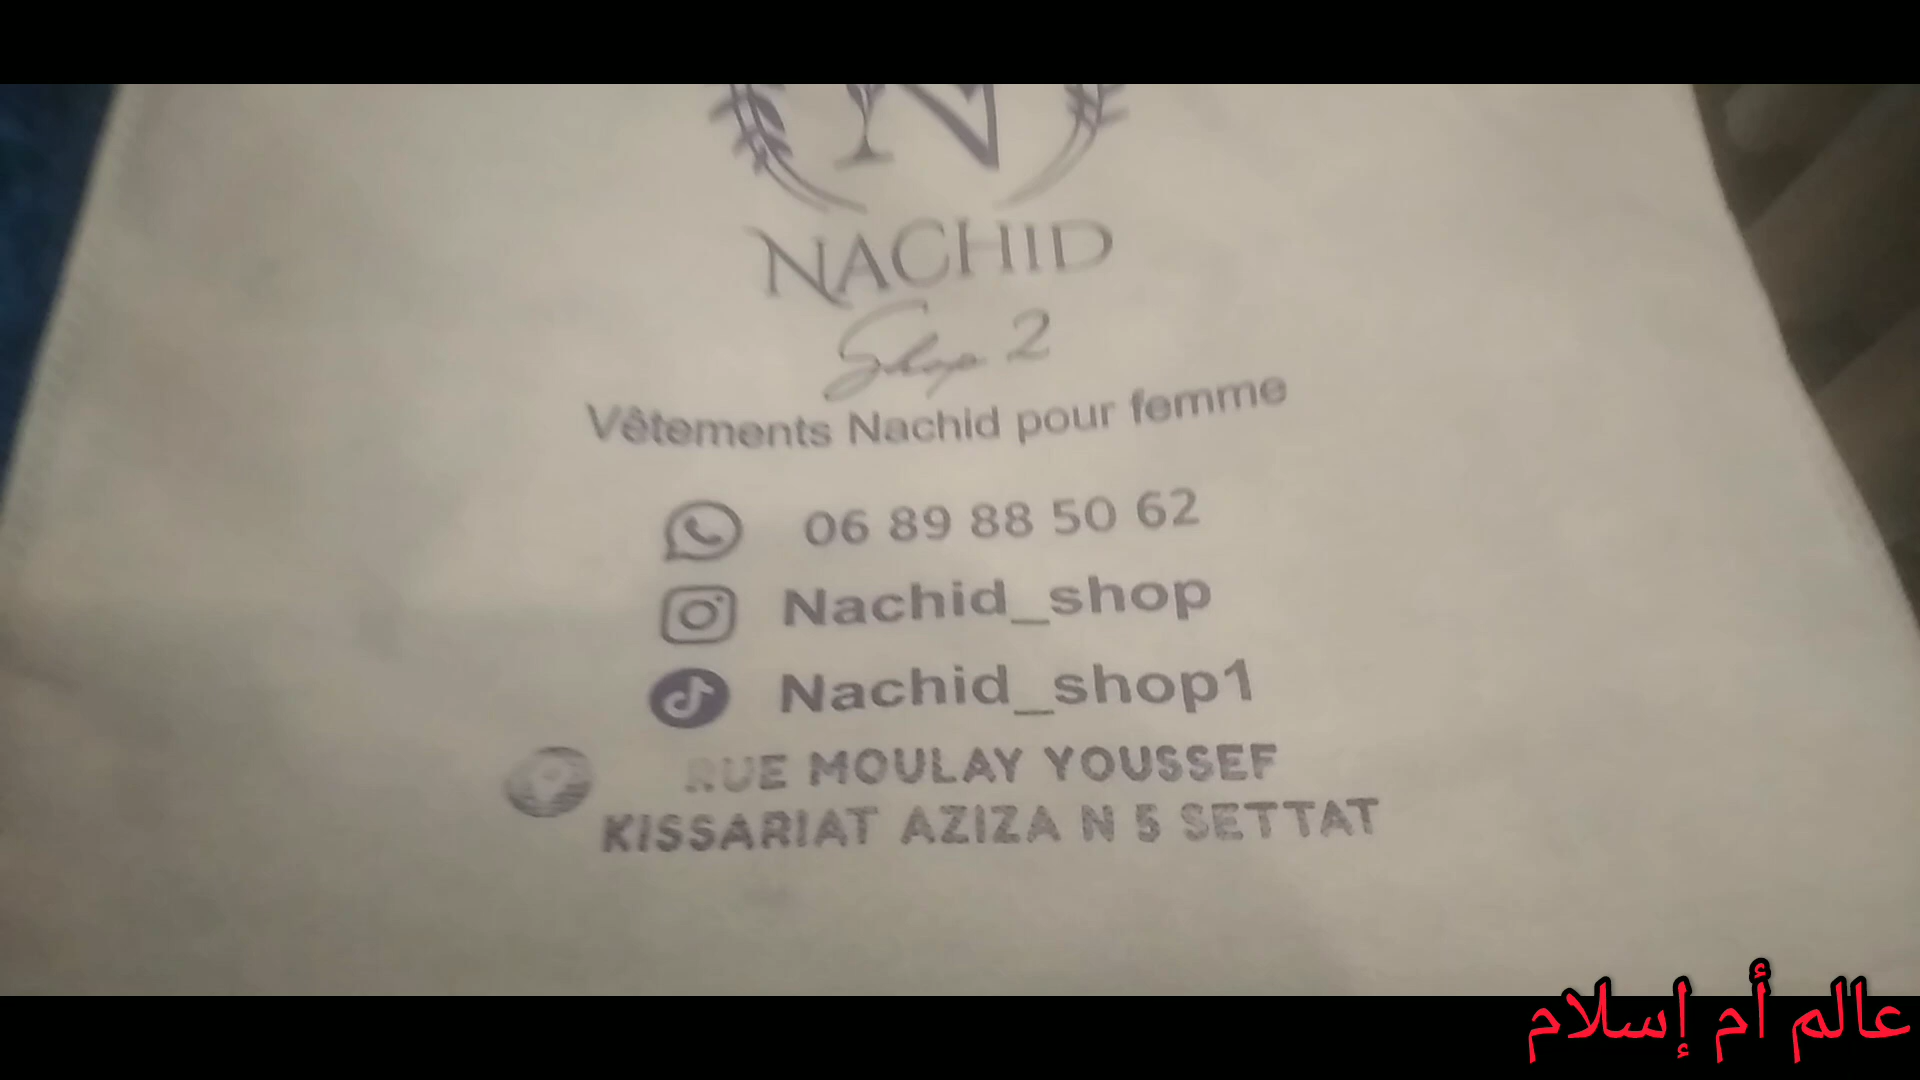 N
NACHID
Shop 2
Vêtements Nachid pour femme
06 89 88 50 62
Nachid_shop
Nachid_shop1
RUE MOULAY YOUSSEF
KISSARIAT AZIZA N 5 SETTAT
عالم أم إسلام